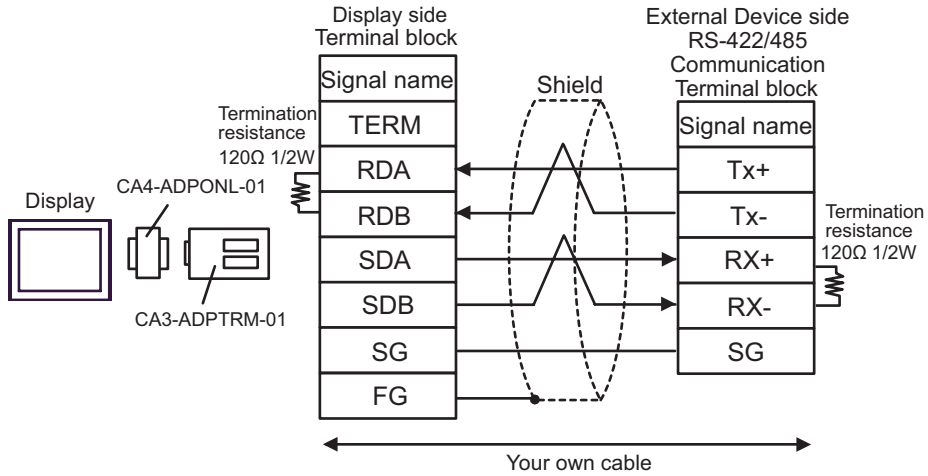 Display side
Terminal block
External Device side
RS-422/485
Communication
Terminal block
Signal name
Shield
Signal name
Termination
resistance
120Ω 1/2W
TERM
RDA
RDB
SDA
SDB
SG
FG
Tx+
Tx-
RX+
RX-
SG
Termination
resistance
120Ω 1/2W
Display
CA4-ADPONL-01
CA3-ADPTRM-01
Your own cable